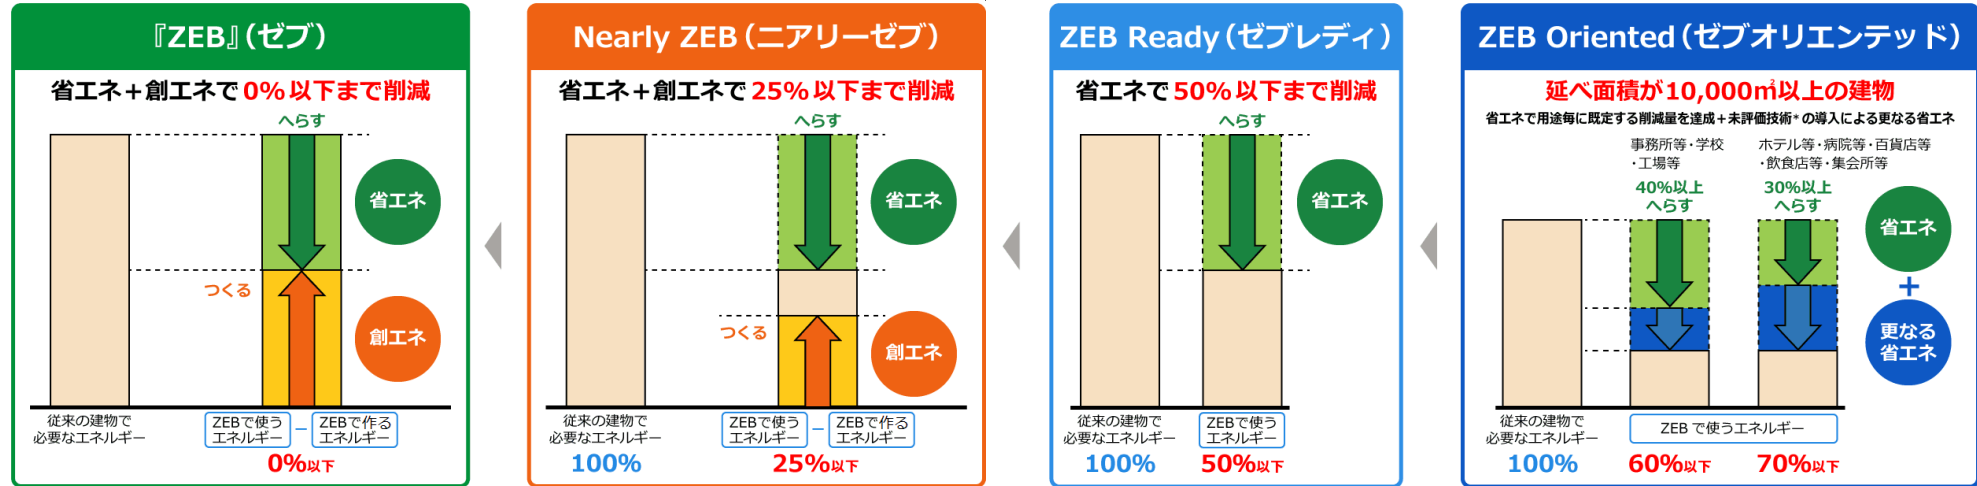 『ZEB』(ゼブ)
省エネ+創エネで0%以下まで削減
へらす
省エネ
つくる
創エネ
従来の建物で
必要なエネルギー
ZEBで使う
エネルギー
−
ZEBで作る
エネルギー
0%以下
Nearly ZEB(ニアリーゼブ)
省エネ+創エネで25%以下まで削減
へらす
省エネ
つくる
創エネ
従来の建物で
必要なエネルギー
100%
ZEBで使う
エネルギー
−
ZEBで作る
エネルギー
25%以下
ZEB Ready(ゼブレディ)
省エネで50%以下まで削減
へらす
省エネ
従来の建物で
必要なエネルギー
100%
ZEBで使う
エネルギー
50%以下
ZEB Oriented(ゼブオリエンテッド)
延べ面積が10,000㎡以上の建物
省エネで用途毎に既定する削減量を達成+未評価技術*の導入による更なる省エネ
事務所等・学校
・工場等
40%以上
へらす
ホテル等・病院等・百貨店等
・飲食店等・集会所等
30%以上
へらす
省エネ
+
更なる
省エネ
従来の建物で
必要なエネルギー
100%
ZEBで使うエネルギー
60%以下
70%以下